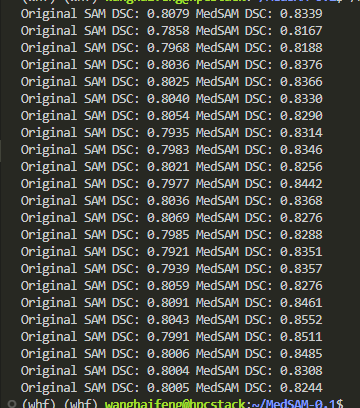 Original SAM DSC: 0.8079 MedSAM DSC: 0.8339
Original SAM DSC: 0.7858 MedSAM DSC: 0.8167
Original SAM DSC: 0.7968 MedSAM DSC: 0.8188
Original SAM DSC: 0.8036 MedSAM DSC: 0.8376
Original SAM DSC: 0.8025 MedSAM DSC: 0.8366
Original SAM DSC: 0.8040 MedSAM DSC: 0.8330
Original SAM DSC: 0.8054 MedSAM DSC: 0.8290
Original SAM DSC: 0.7935 MedSAM DSC: 0.8314
Original SAM DSC: 0.7983 MedSAM DSC: 0.8346
Original SAM DSC: 0.8021 MedSAM DSC: 0.8256
Original SAM DSC: 0.7977 MedSAM DSC: 0.8442
Original SAM DSC: 0.8036 MedSAM DSC: 0.8368
Original SAM DSC: 0.8069 MedSAM DSC: 0.8276
Original SAM DSC: 0.7985 MedSAM DSC: 0.8288
Original SAM DSC: 0.7921 MedSAM DSC: 0.8351
Original SAM DSC: 0.7939 MedSAM DSC: 0.8357
Original SAM DSC: 0.8059 MedSAM DSC: 0.8276
Original SAM DSC: 0.8091 MedSAM DSC: 0.8461
Original SAM DSC: 0.8043 MedSAM DSC: 0.8552
Original SAM DSC: 0.7991 MedSAM DSC: 0.8511
Original SAM DSC: 0.8006 MedSAM DSC: 0.8485
Original SAM DSC: 0.8004 MedSAM DSC: 0.8308
Original SAM DSC: 0.8005 MedSAM DSC: 0.8244
(whf) (whf) wanghaifeng@hpcstack:~/MedSAM-0.1$